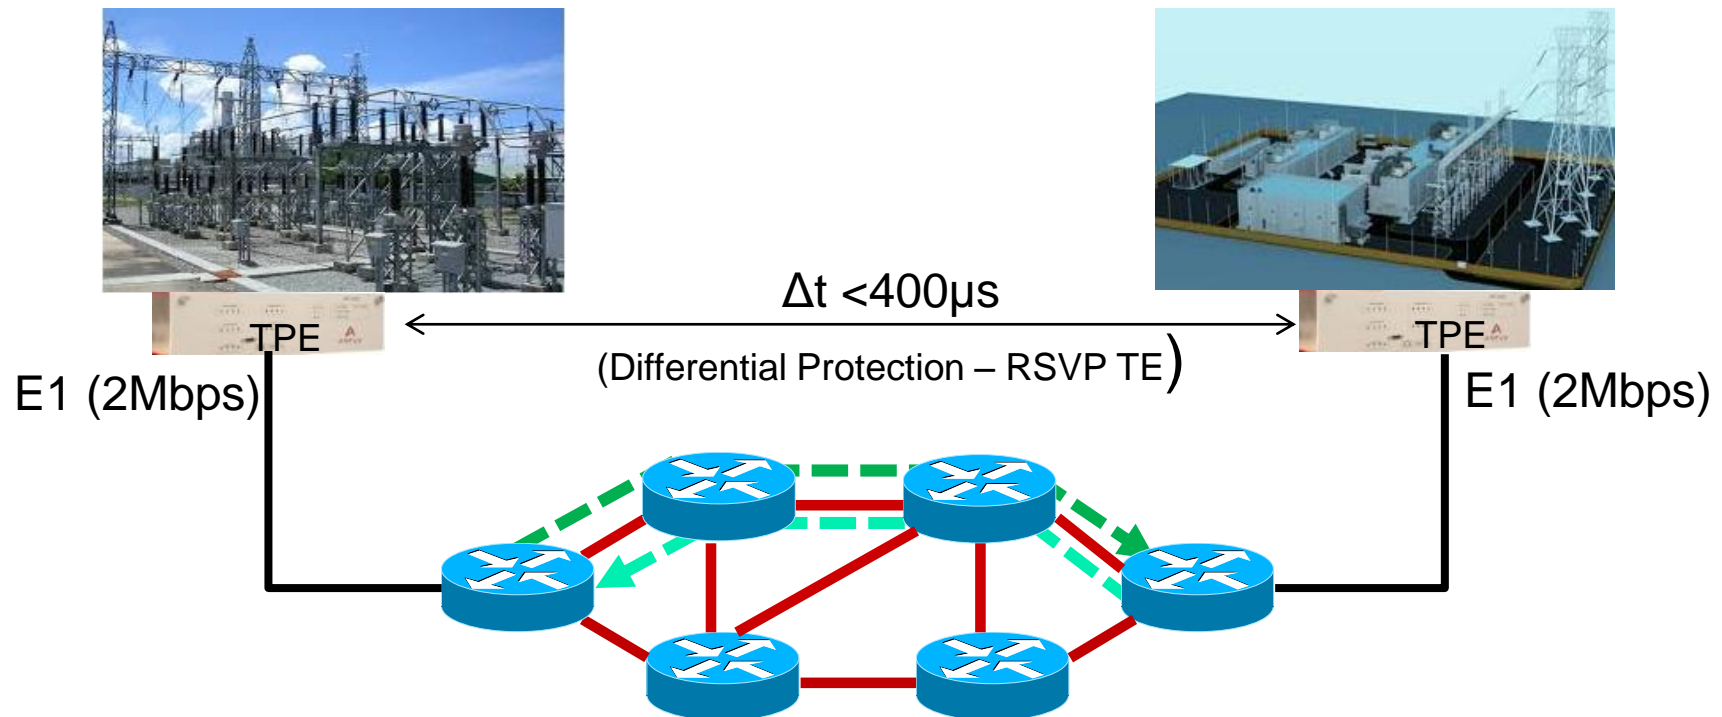 Δt <400µs
TPE
TPE
(Differential Protection – RSVP TE)
E1 (2Mbps)
E1 (2Mbps)